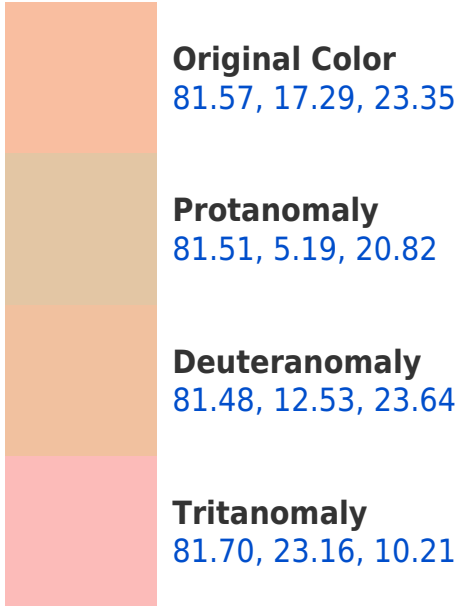 Original Color
81.57, 17.29, 23.35
Protanomaly
81.51, 5.19, 20.82
Deuteranomaly
81.48, 12.53, 23.64
Tritanomaly
81.70, 23.16, 10.21